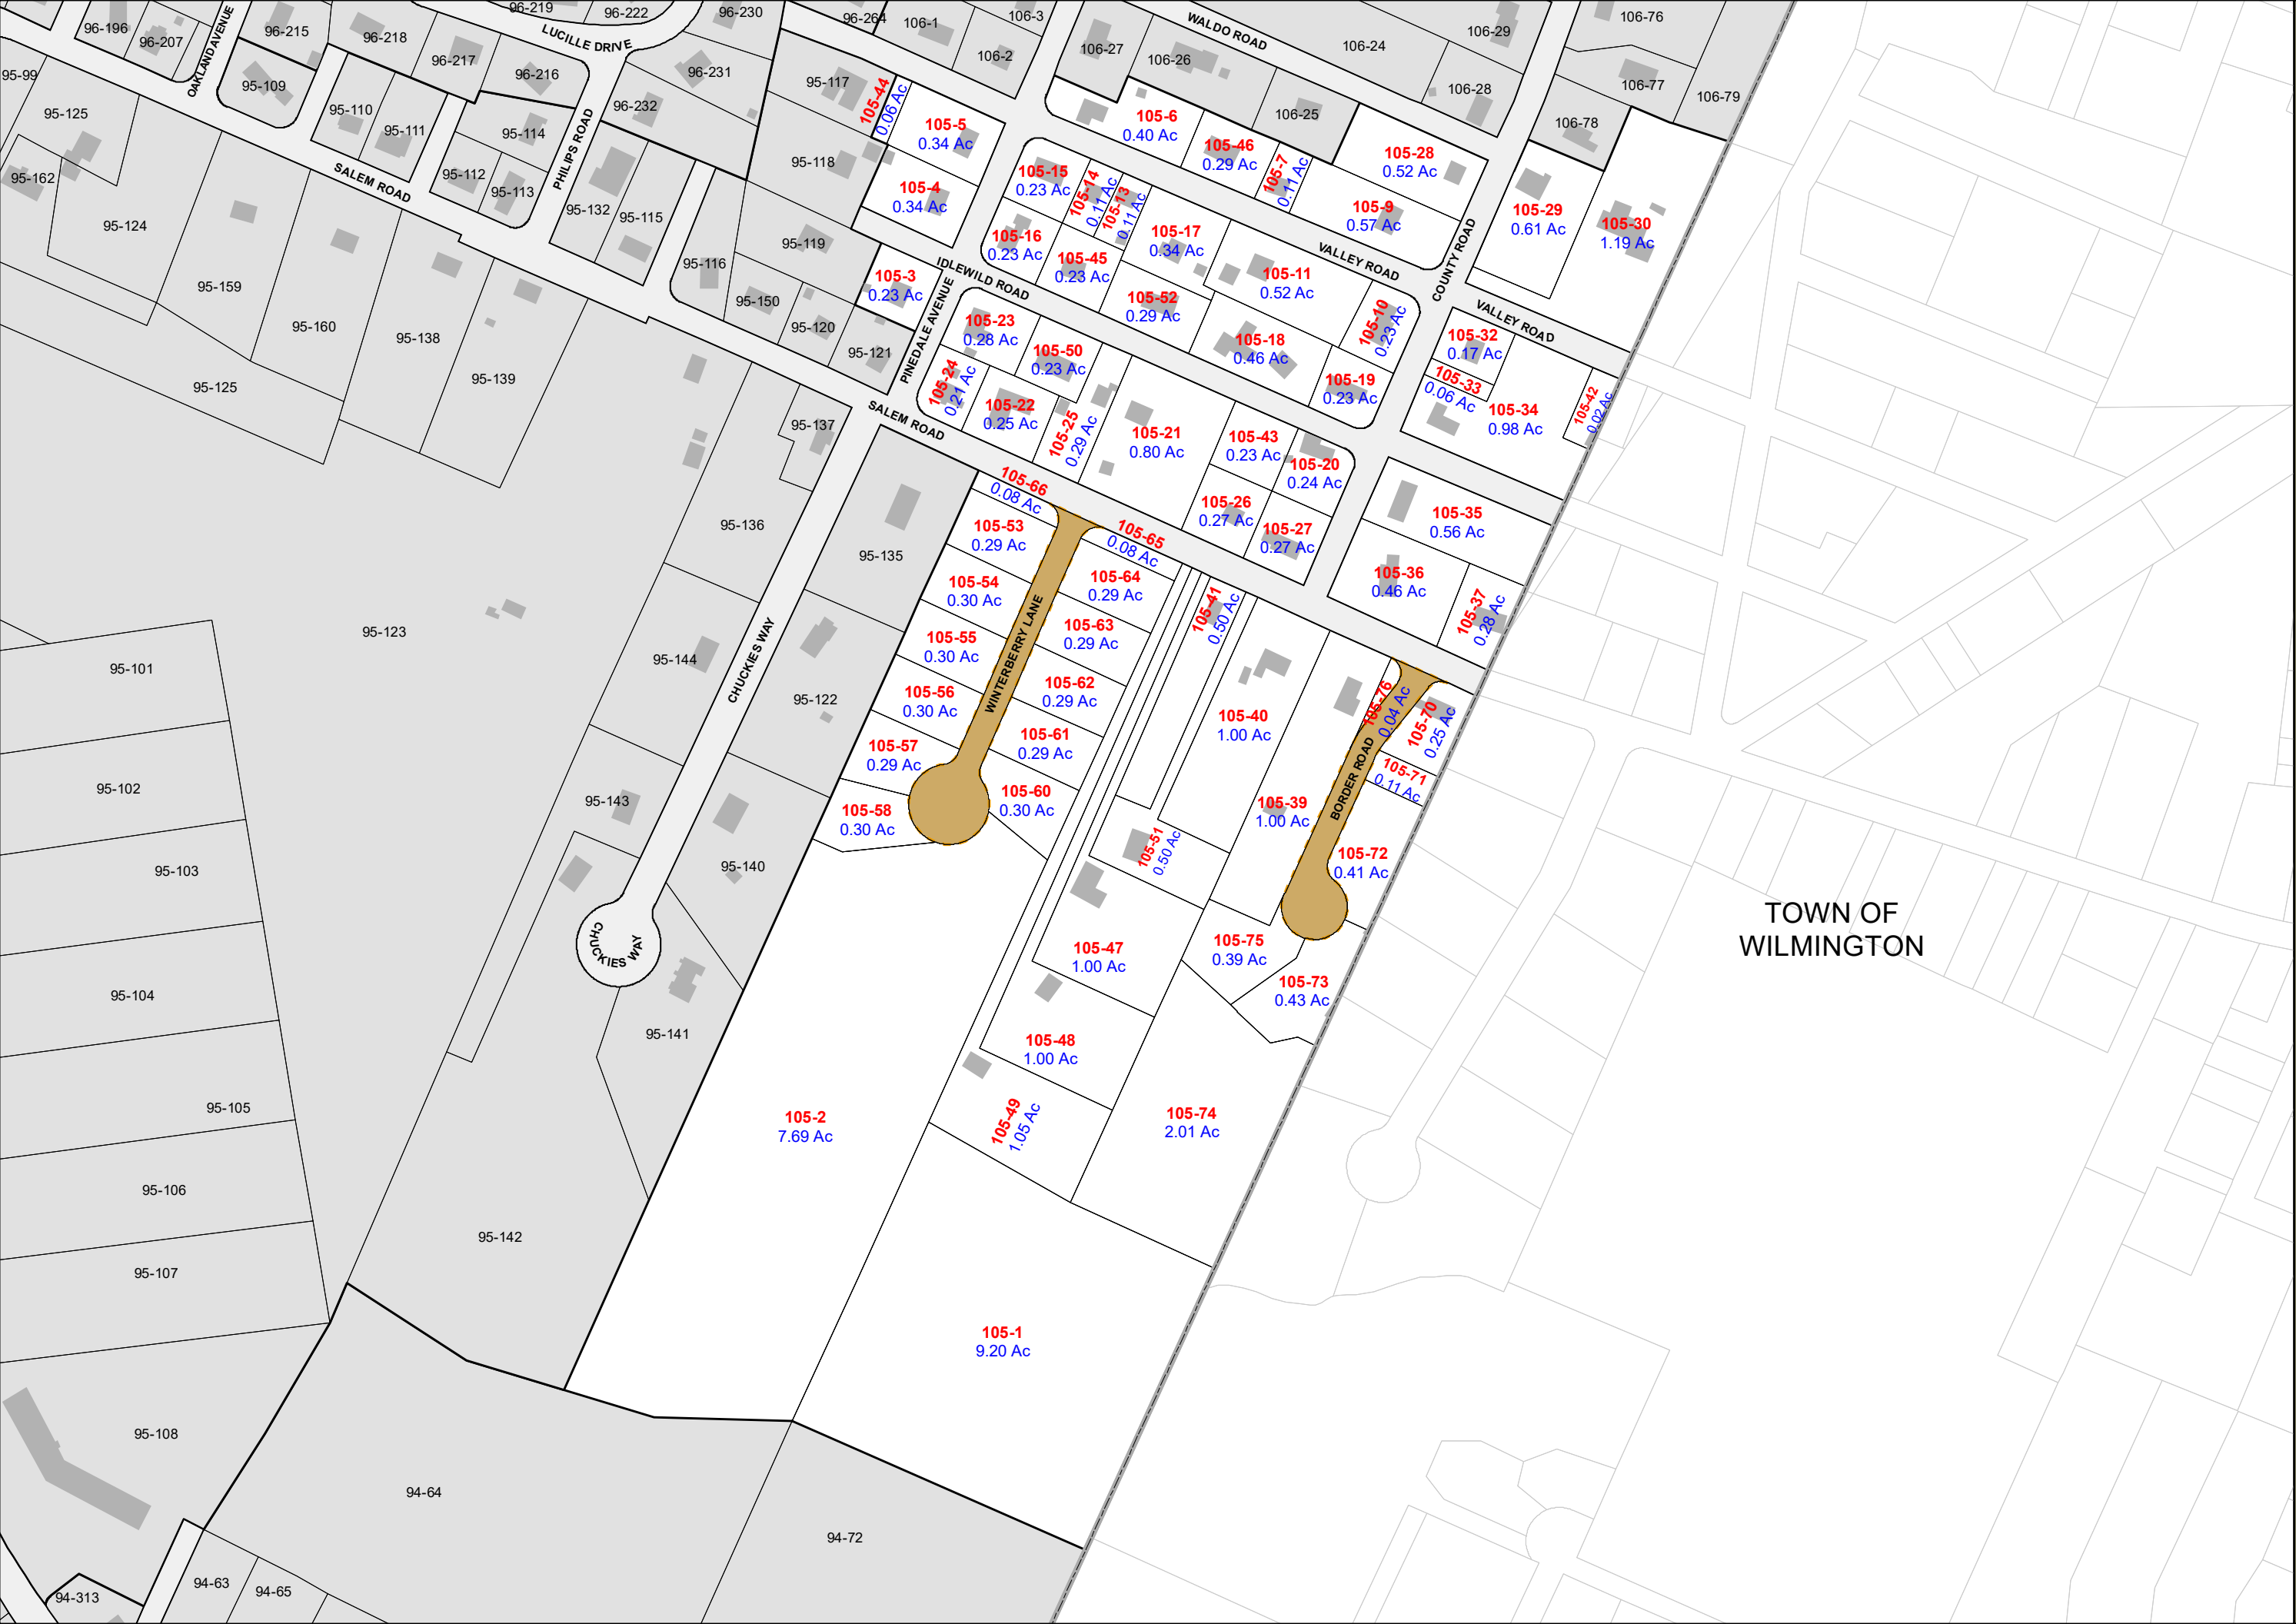 96-219
96-222
96-230
96-264
106-1
106-3
WALDO ROAD
106-76
96-196
96-207
OAKLAND AVENUE
96-215
96-218
LUCILLE DRIVE
96-217
96-216
96-231
106-2
106-27
106-26
106-24
106-29
95-99
95-109
95-117
105-44
0.06 Ac
106-28
106-77
106-79
95-125
95-110
95-111
95-114
96-232
105-5
0.34 Ac
105-6
0.40 Ac
106-25
106-78
95-162
SALEM ROAD
95-112
95-113
PHILIPS ROAD
95-118
105-46
0.29 Ac
105-7
0.11 Ac
105-28
0.52 Ac
95-124
95-132
95-115
105-4
0.34 Ac
105-15
0.23 Ac
105-14
0.11 Ac
105-13
0.11 Ac
105-9
0.57 Ac
105-29
0.61 Ac
105-30
1.19 Ac
95-119
105-16
0.23 Ac
105-17
0.34 Ac
VALLEY ROAD
COUNTY ROAD
95-159
95-116
95-150
105-3
0.23 Ac
IDLEWILD ROAD
105-45
0.23 Ac
105-11
0.52 Ac
95-160
95-138
95-120
95-121
PINEDALE AVENUE
105-23
0.28 Ac
105-52
0.29 Ac
105-10
0.23 Ac
VALLEY ROAD
95-125
95-139
105-24
0.21 Ac
105-50
0.23 Ac
105-18
0.46 Ac
105-32
0.17 Ac
105-19
0.23 Ac
105-33
0.06 Ac
105-34
0.98 Ac
105-42
0.02 Ac
SALEM ROAD
95-137
105-22
0.25 Ac
105-25
0.29 Ac
105-21
0.80 Ac
105-43
0.23 Ac
105-20
0.24 Ac
95-136
105-66
0.08 Ac
105-26
0.27 Ac
105-27
0.27 Ac
105-35
0.56 Ac
95-135
105-53
0.29 Ac
105-65
0.08 Ac
105-54
0.30 Ac
105-64
0.29 Ac
105-41
0.50 Ac
105-36
0.46 Ac
105-37
0.28 Ac
95-123
95-101
95-144
CHUCKIES WAY
95-122
105-55
0.30 Ac
WINTERBERRY LANE
105-63
0.29 Ac
105-56
0.30 Ac
105-62
0.29 Ac
105-40
1.00 Ac
105-76
0.04 Ac
105-70
0.25 Ac
105-57
0.29 Ac
105-61
0.29 Ac
BORDER ROAD
105-71
0.11 Ac
95-102
95-143
105-58
0.30 Ac
105-60
0.30 Ac
105-39
1.00 Ac
95-103
95-140
105-51
0.50 Ac
105-72
0.41 Ac
TOWN OF
WILMINGTON
CHUCKIES WAY
105-47
1.00 Ac
105-75
0.39 Ac
95-104
105-73
0.43 Ac
95-141
105-48
1.00 Ac
95-105
105-2
7.69 Ac
105-49
1.05 Ac
105-74
2.01 Ac
95-106
95-142
95-107
105-1
9.20 Ac
95-108
94-64
94-72
94-313
94-63
94-65